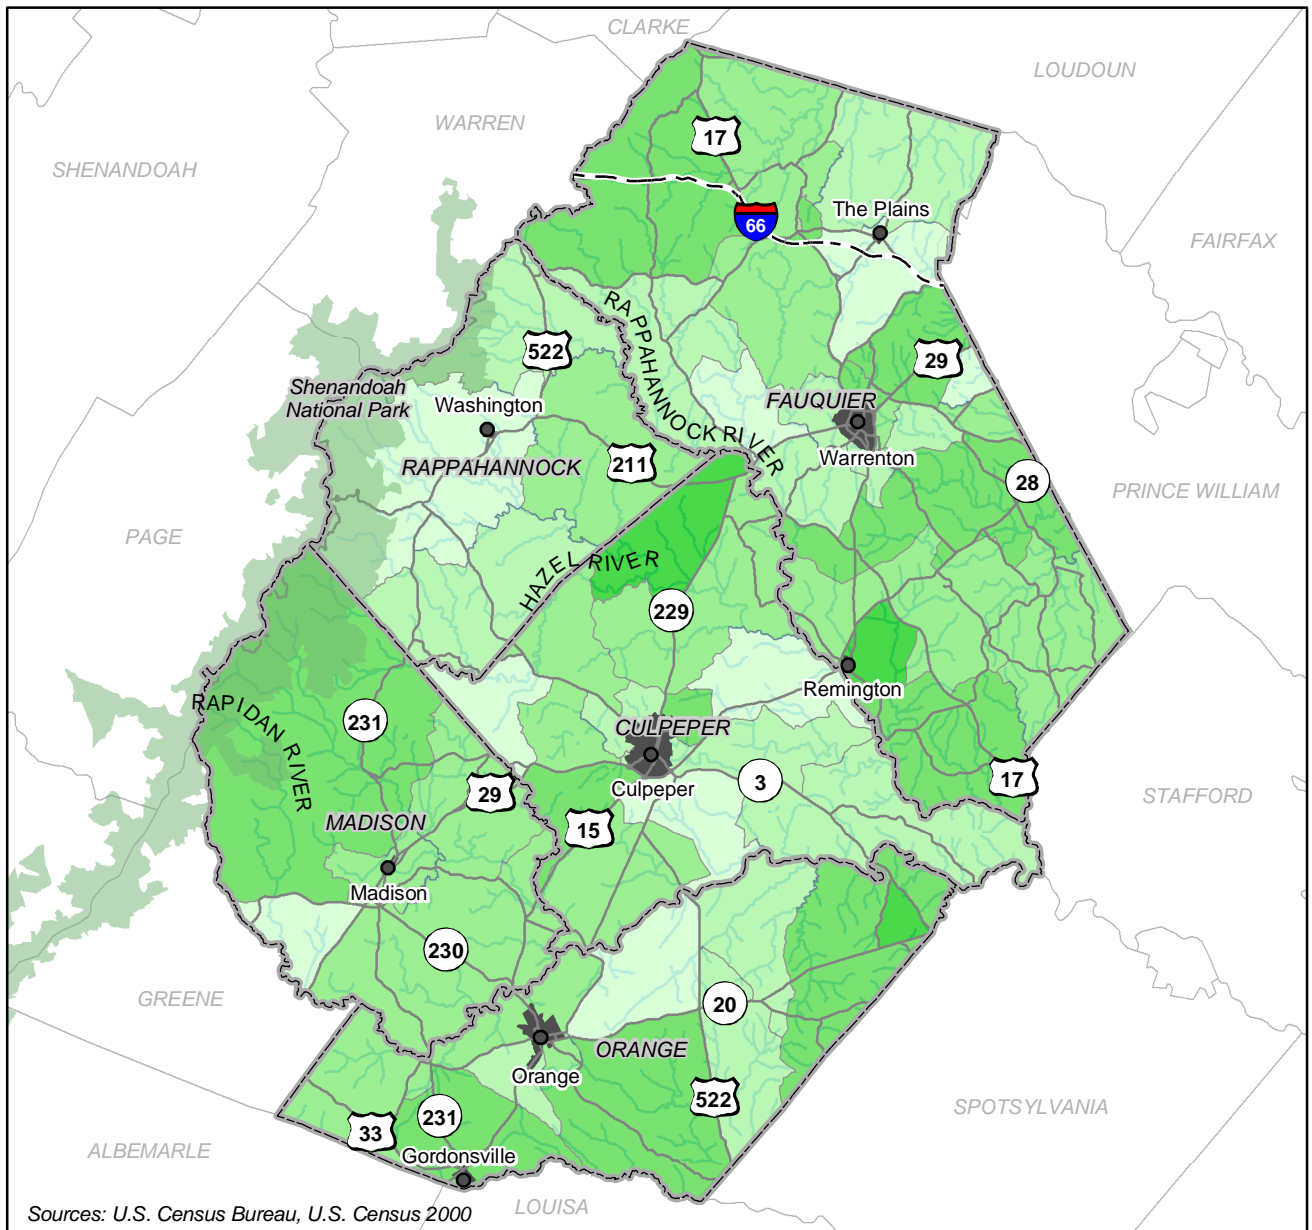 CLARKE
LOUDOUN
WARREN
17
SHENANDOAH
The Plains
66
FAIRFAX
RAPPAHANNOCK RIVER
522
29
Shenandoah
National Park
Washington
FAUQUIER
RAPPAHANNOCK
211
Warrenton
28
PRINCE WILLIAM
PAGE
HAZEL RIVER
229
Remington
RAPIDAN RIVER
231
CULPEPER
17
29
Culpeper
3
STAFFORD
MADISON
15
Madison
230
GREENE
20
ORANGE
Orange
522
SPOTSYLVANIA
231
33
ALBEMARLE
Gordonsville
LOUISA
Sources: U.S. Census Bureau, U.S. Census 2000